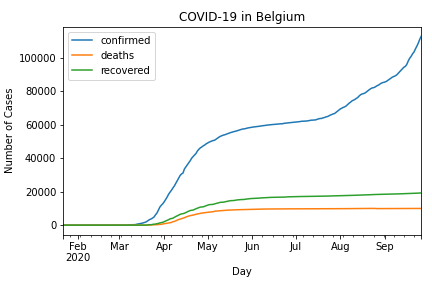 COVID-19 in Belgium
confirmed
deaths
recovered
Number of Cases
100000
80000
60000
40000
20000
0
Feb
2020
Mar
Apr
May
Jun
Jul
Aug
Sep
Day